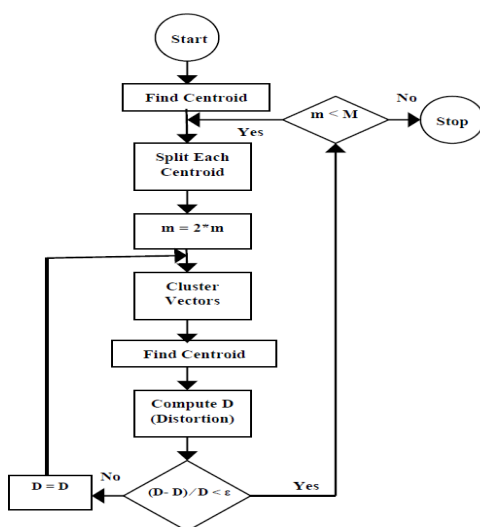 Start
Find Centroid
m < M
No
Stop
Yes
Split Each
Centroid
m = 2*m
Cluster
Vectors
Find Centroid
Compute D
(Distortion)
(D- D)/D < ε
No
D = D
Yes